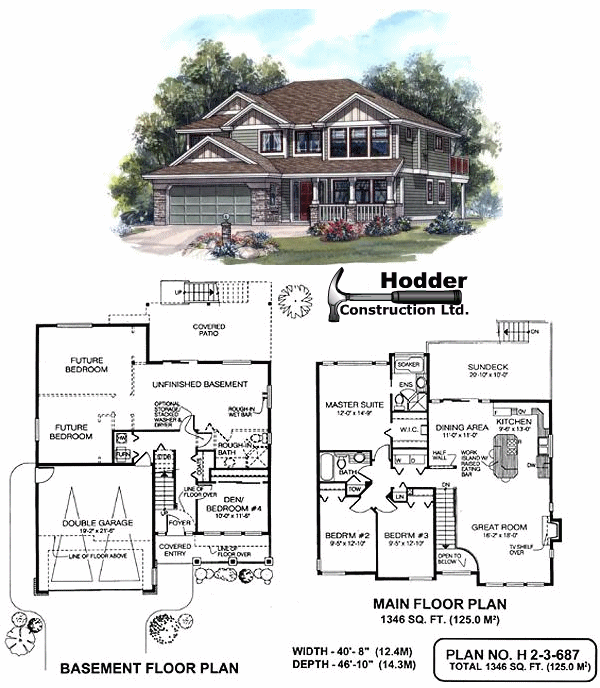 Hodder
Construction Ltd.
UP
COVERED
PATIO
FUTURE
BEDROOM
UNFINISHED BASEMENT
OPTIONAL
STORAGE/
STACKED
WASHER &
DRYER
ROUGH-IN
WET BAR
FUTURE
BEDROOM
HW
FURN
STOR
ROUGH-IN
BATH
COATS
LINE OF
FLOOR OVER
DEN/
BEDROOM #4
10'-0" x 11'-6"
DOUBLE GARAGE
19'-2" x 21'-6"
UP
FOYER
LINE OF FLOOR ABOVE
COVERED
ENTRY
LINE OF
FLOOR OVER
BASEMENT FLOOR PLAN
DN
SOAKER
ENS
SUNDECK
20'-10" x 10'-0"
MASTER SUITE
12'-0" x 14'-9"
W.I.C.
DINING AREA
11'-0" x 11'-0"
KITCHEN
9'-6" x 13'-0"
F
OV
DW
HALF
WALL
WORK
ISLAND W/
RAISED
EATING
BAR
BATH
W
D
TOW
LIN
DN
BEDRM #2
9'-5" x 12'-10"
BEDRM #3
9'-5" x 12'-10"
GREAT ROOM
16'-2" x 18'-0"
TV SHELF
OVER
OPEN TO
BELOW
MAIN FLOOR PLAN
1346 SQ. FT. (125.0 M²)
WIDTH - 40'- 8" (12.4M)
DEPTH - 46'-10" (14.3M)
PLAN NO. H 2-3-687
TOTAL 1346 SQ. FT. (125.0 M²)